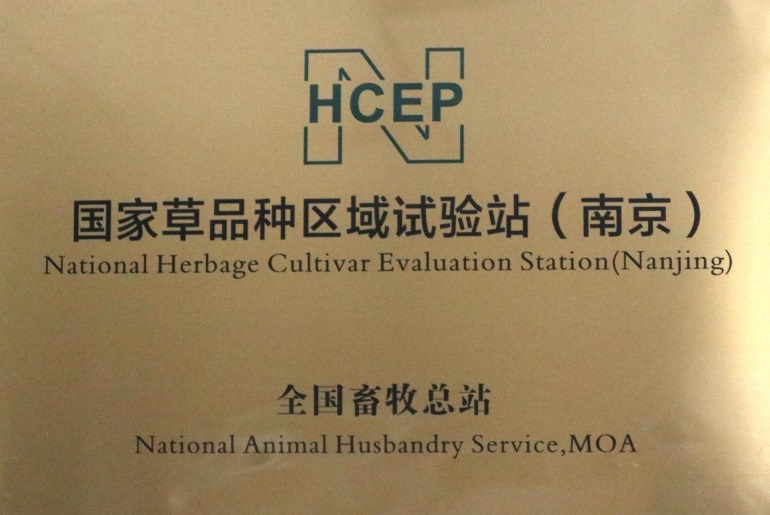 HCEP
国家草品种区域试验站（南京）
National Herbage Cultivar Evaluation Station(Nanjing)
全国畜牧总站
National Animal Husbandry Service,MOA